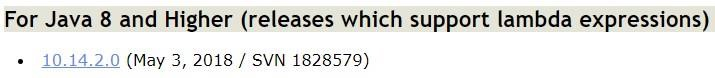 For Java 8 and Higher (releases which support lambda expressions)
• 10.14.2.0 (May 3, 2018 / SVN 1828579)